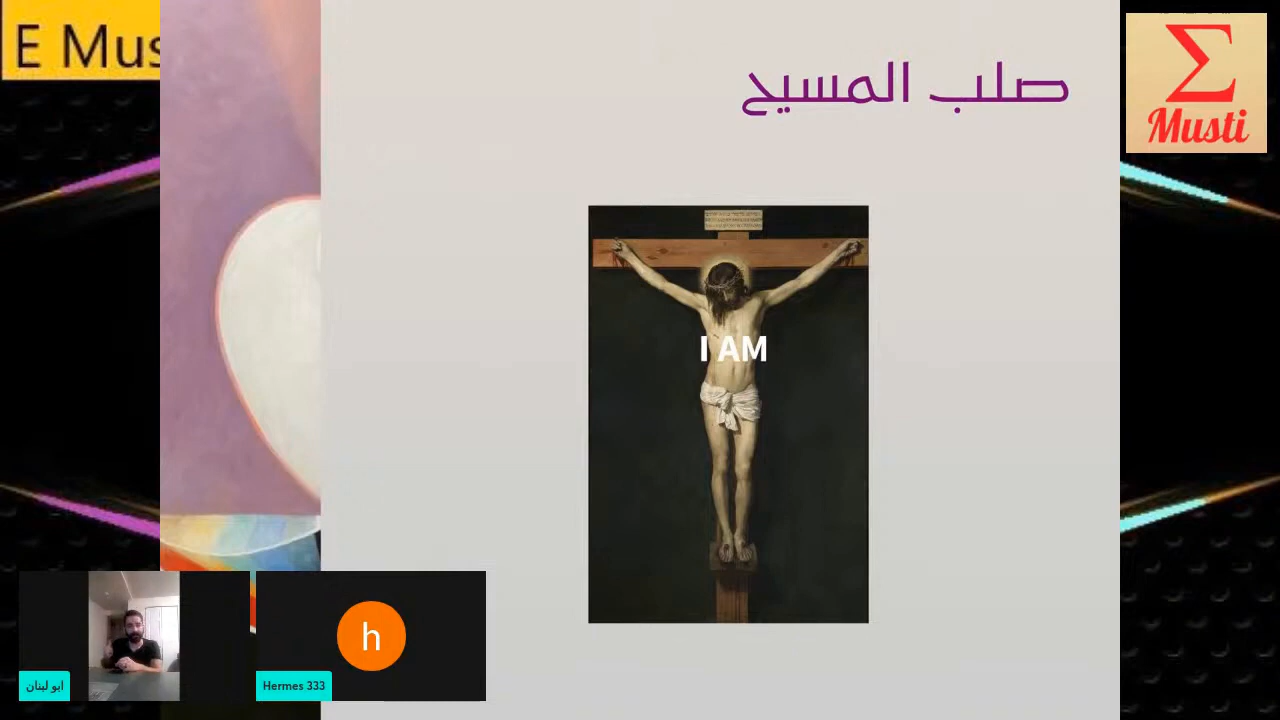 E Mus
صلب المسيح
Σ
Musti
I AM
h
ابو لبنان
Hermes 333